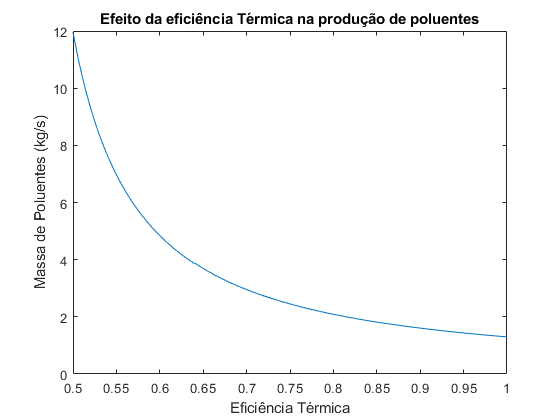 Efeito da eficiência Térmica na produção de poluentes
Massa de Poluentes (kg/s)
12
10
8
6
4
2
0
0.5 0.55 0.6 0.65 0.7 0.75 0.8 0.85 0.9 0.95 1
Eficiência Térmica